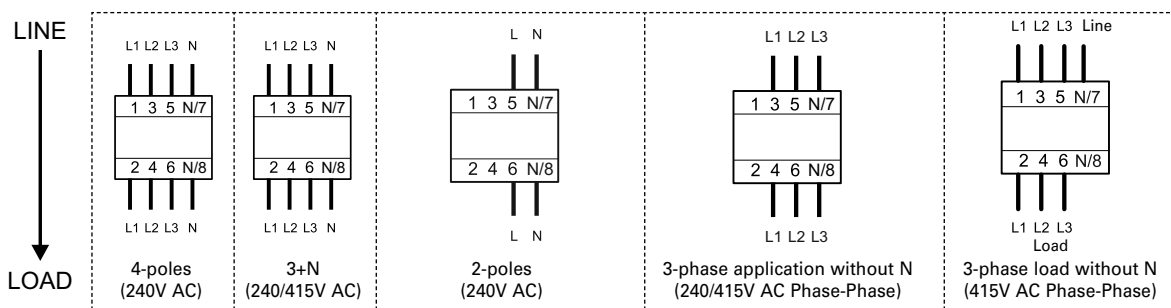 LINE
LOAD
L1 L2 L3 N
1 3 5 N/7
2 4 6 N/8
L1 L2 L3 N
4-poles
(240V AC)
L1 L2 L3 N
1 3 5 N/7
2 4 6 N/8
L1 L2 L3 N
3+N
(240/415V AC)
L N
1 3 5 N/7
2 4 6 N/8
L N
2-poles
(240V AC)
L1 L2 L3
1 3 5 N/7
2 4 6 N/8
L1 L2 L3
3-phase application without N
(240/415V AC Phase-Phase)
L1 L2 L3 Line
1 3 5 N/7
2 4 6 N/8
L1 L2 L3
Load
3-phase load without N
(415V AC Phase-Phase)